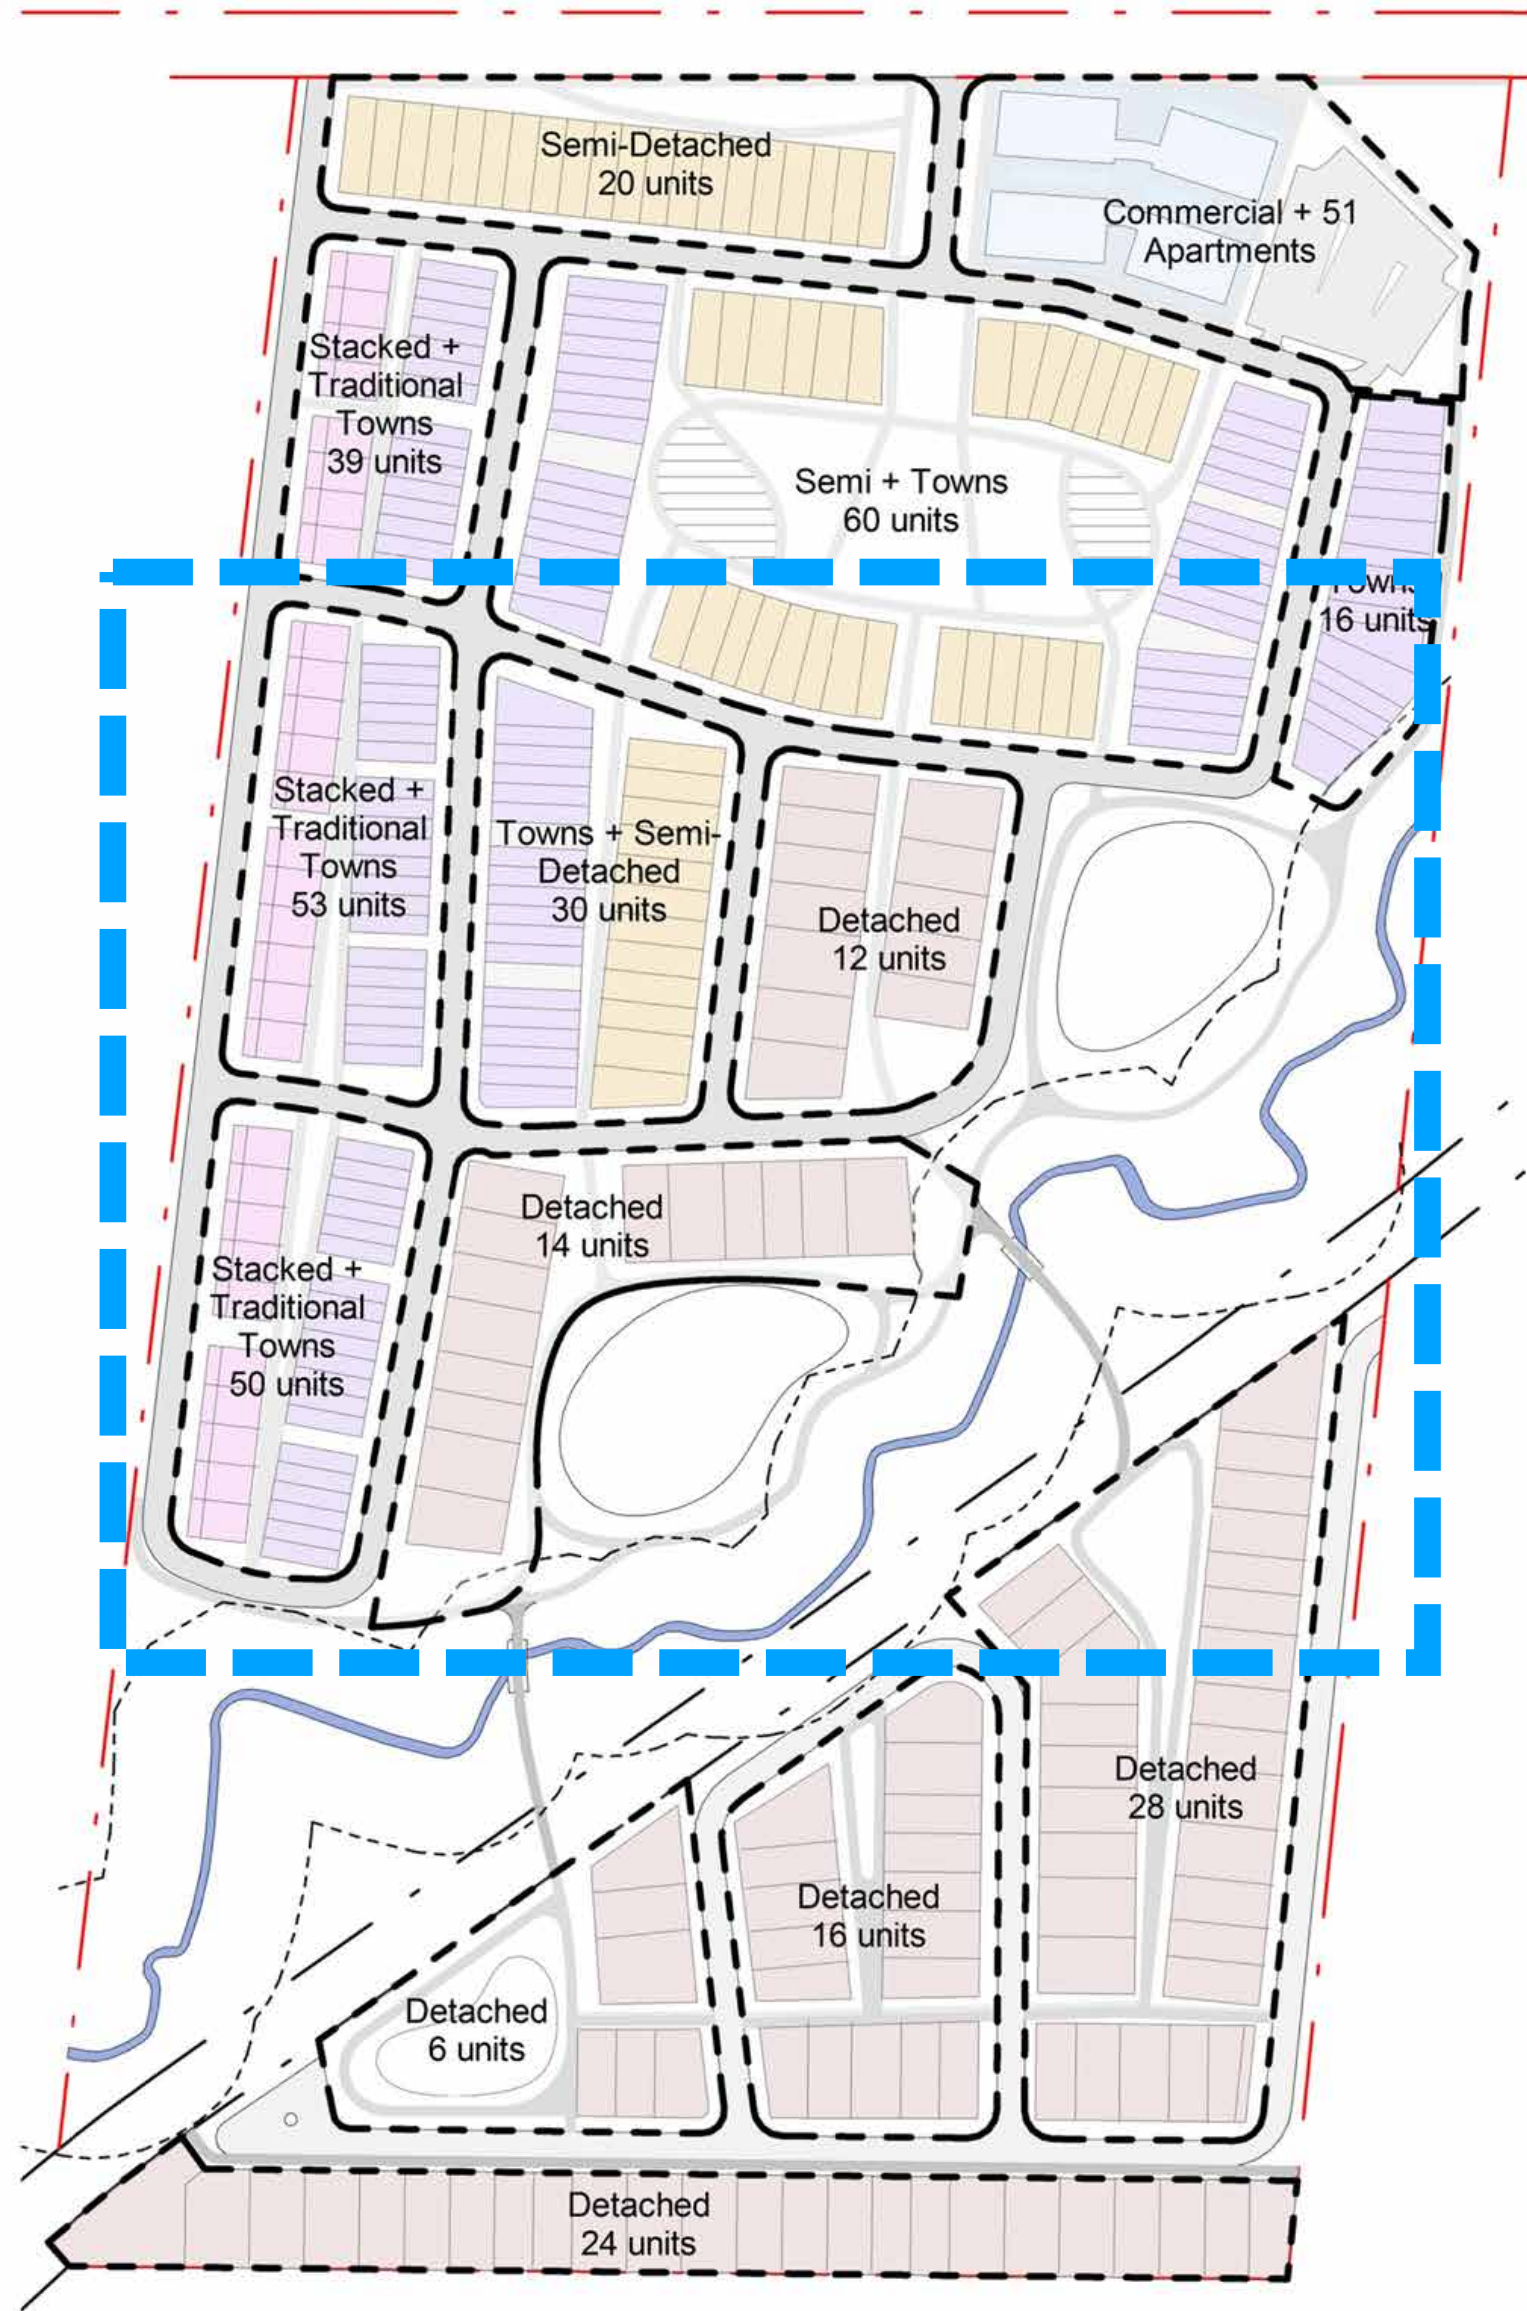 Semi-Detached
20 units
Commercial + 51
Apartments
Stacked +
Traditional
Towns
39 units
Semi + Towns
60 units
Towns
16 units
Stacked +
Traditional
Towns
53 units
Towns + Semi-
Detached
30 units
Detached
12 units
Detached
14 units
Stacked +
Traditional
Towns
50 units
Detached
28 units
Detached
16 units
Detached
6 units
Detached
24 units